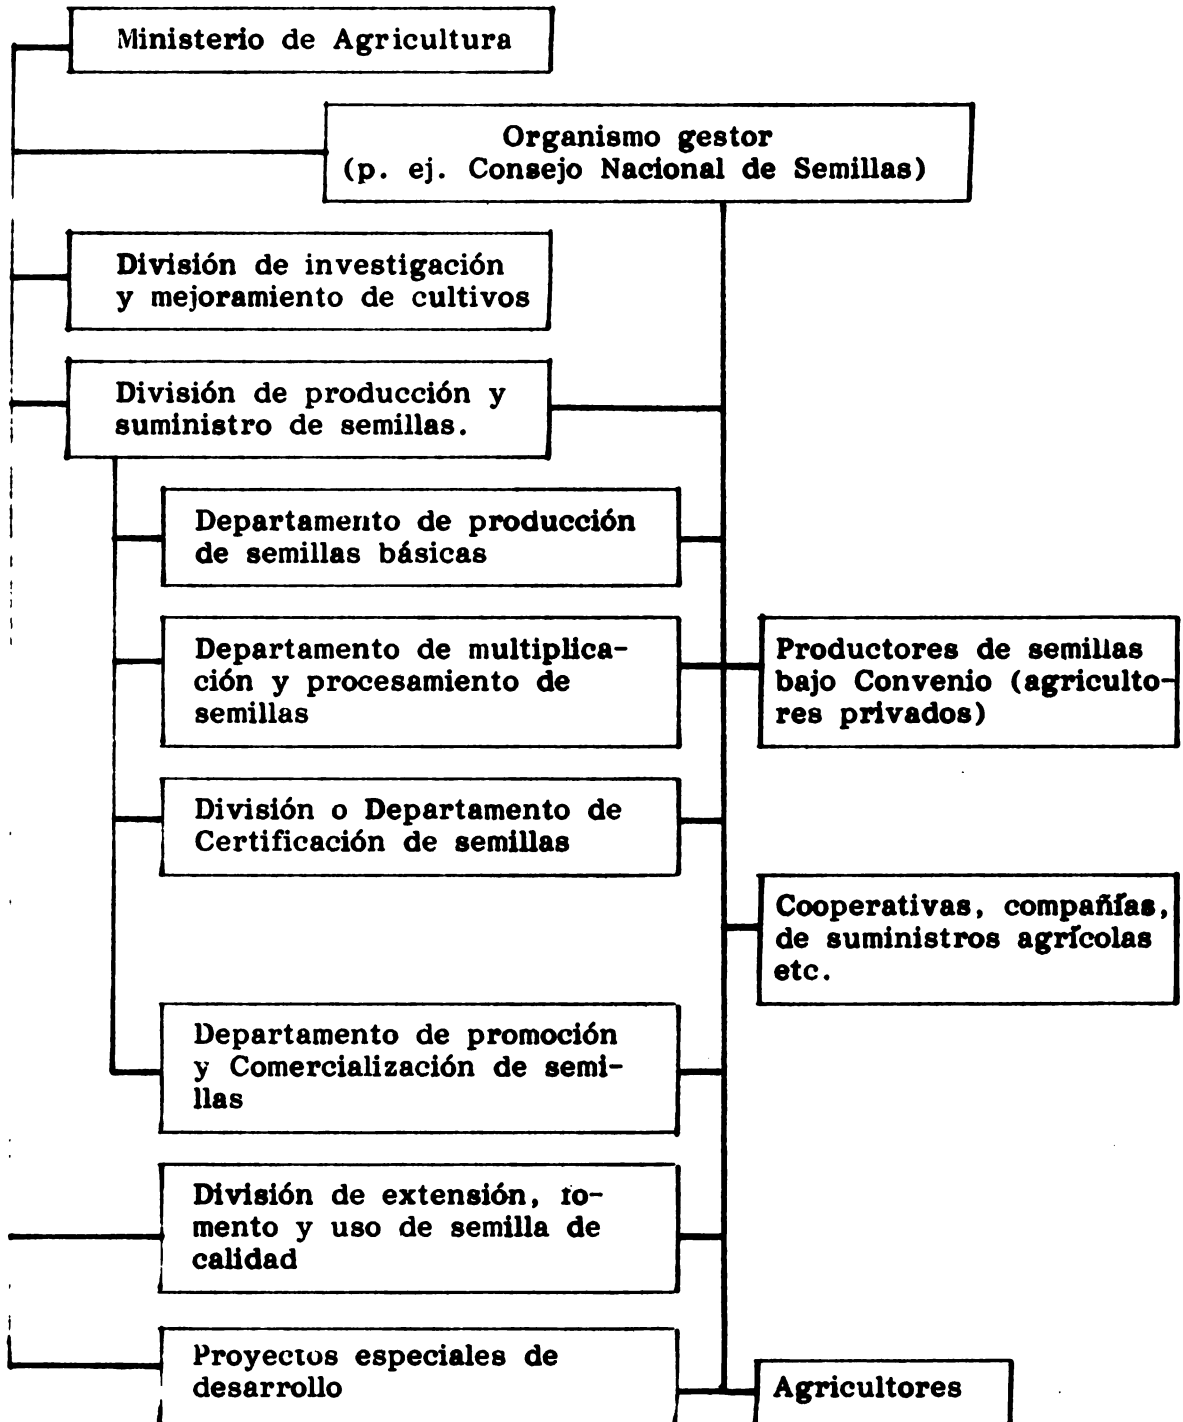 Ministerio de Agricultura
Organismo gestor
(p. ej. Consejo Nacional de Semillas)
División de investigación
y mejoramiento de cultivos
División de producción y
suministro de semillas.
Departamento de producción
de semillas básicas
Departamento de multiplica-
ción y procesamiento de
semillas
Productores de semillas
bajo Convenio (agriculto-
res privados)
División o Departamento de
Certificación de semillas
Cooperativas, compañías,
de suministros agrícolas
etc.
Departamento de promoción
y Comercialización de semi-
llas
División de extensión, fo-
mento y uso de semilla de
calidad
Proyectos especiales de
desarrollo
Agricultores